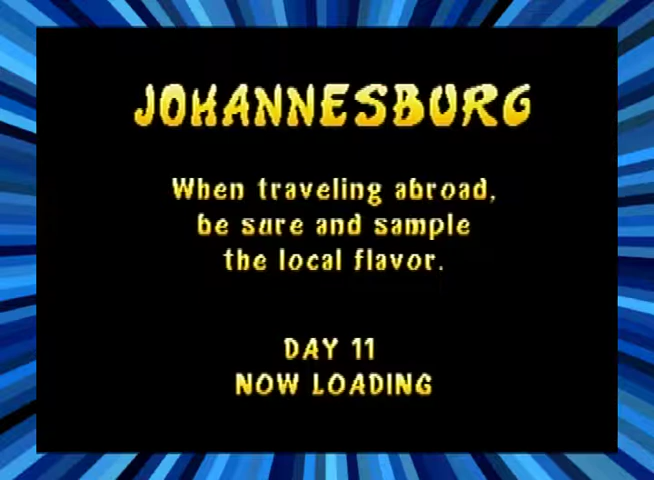 JOHANNESBURG
When traveling abroad,
be sure and sample
the local flavor.
DAY 11
NOW LOADING